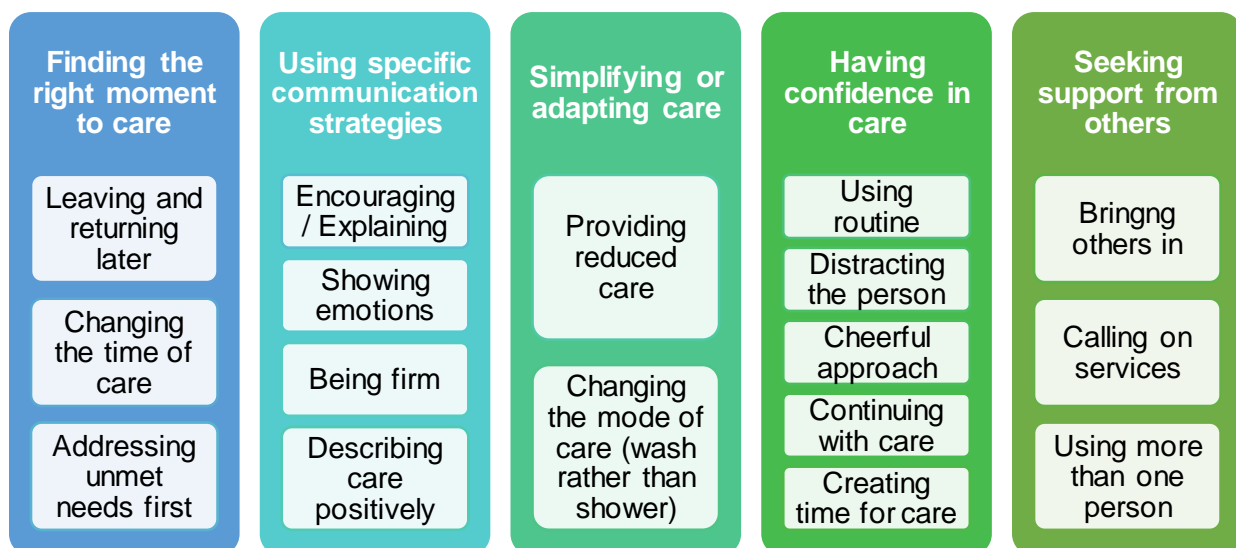 Finding the
right moment
to care
Leaving and
returning
later
Changing
the time of
care
Addressing
unmet
needs first
Using specific
communication
strategies
Encouraging
/ Explaining
Showing
emotions
Being firm
Describing
care
positively
Simplifying or
adapting care
Providing
reduced
care
Changing
the mode of
care (wash
rather than
shower)
Having
confidence in
care
Using
routine
Distracting
the person
Cheerful
approach
Continuing
with care
Creating
time for care
Seeking
support from
others
Bringng
others in
Calling on
services
Using more
than one
person